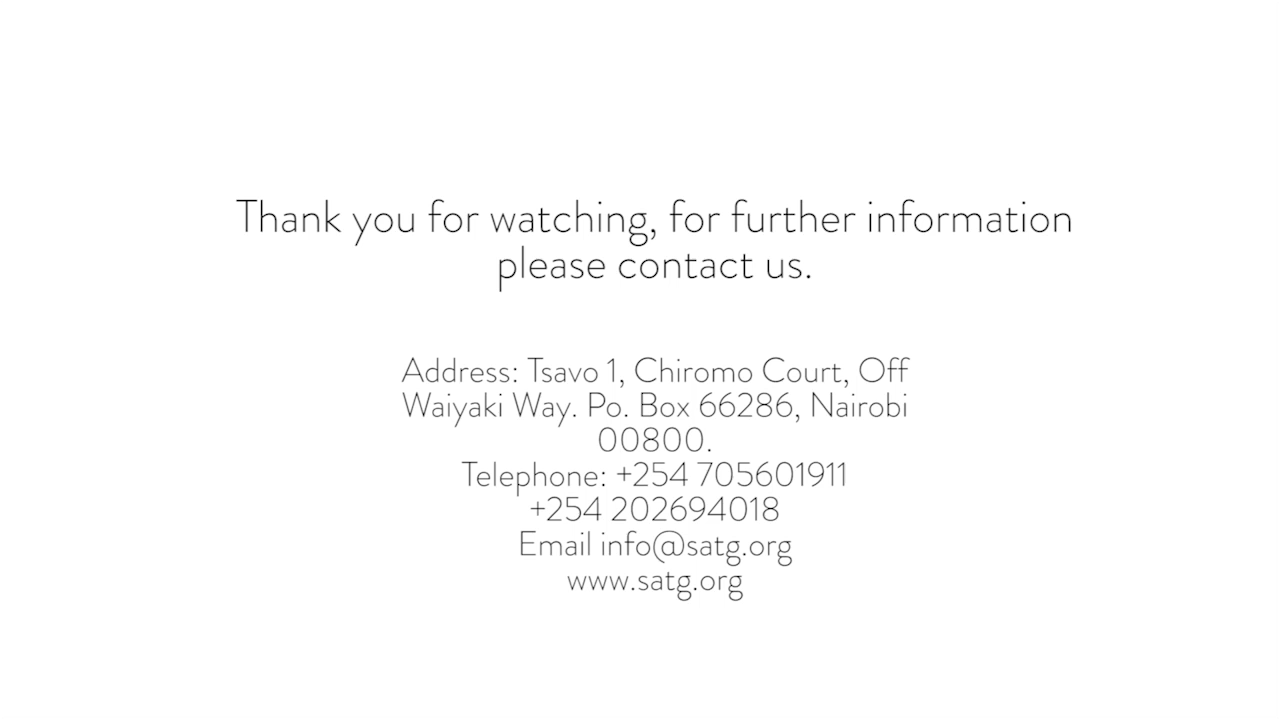 Thank you for watching, for further information
please contact us.
Address: Tsavo 1, Chiromo Court, Off
Waiyaki Way. Po. Box 66286, Nairobi
00800.
Telephone: +254 705601911
+254 202694018
Email info@satg.org
www.satg.org